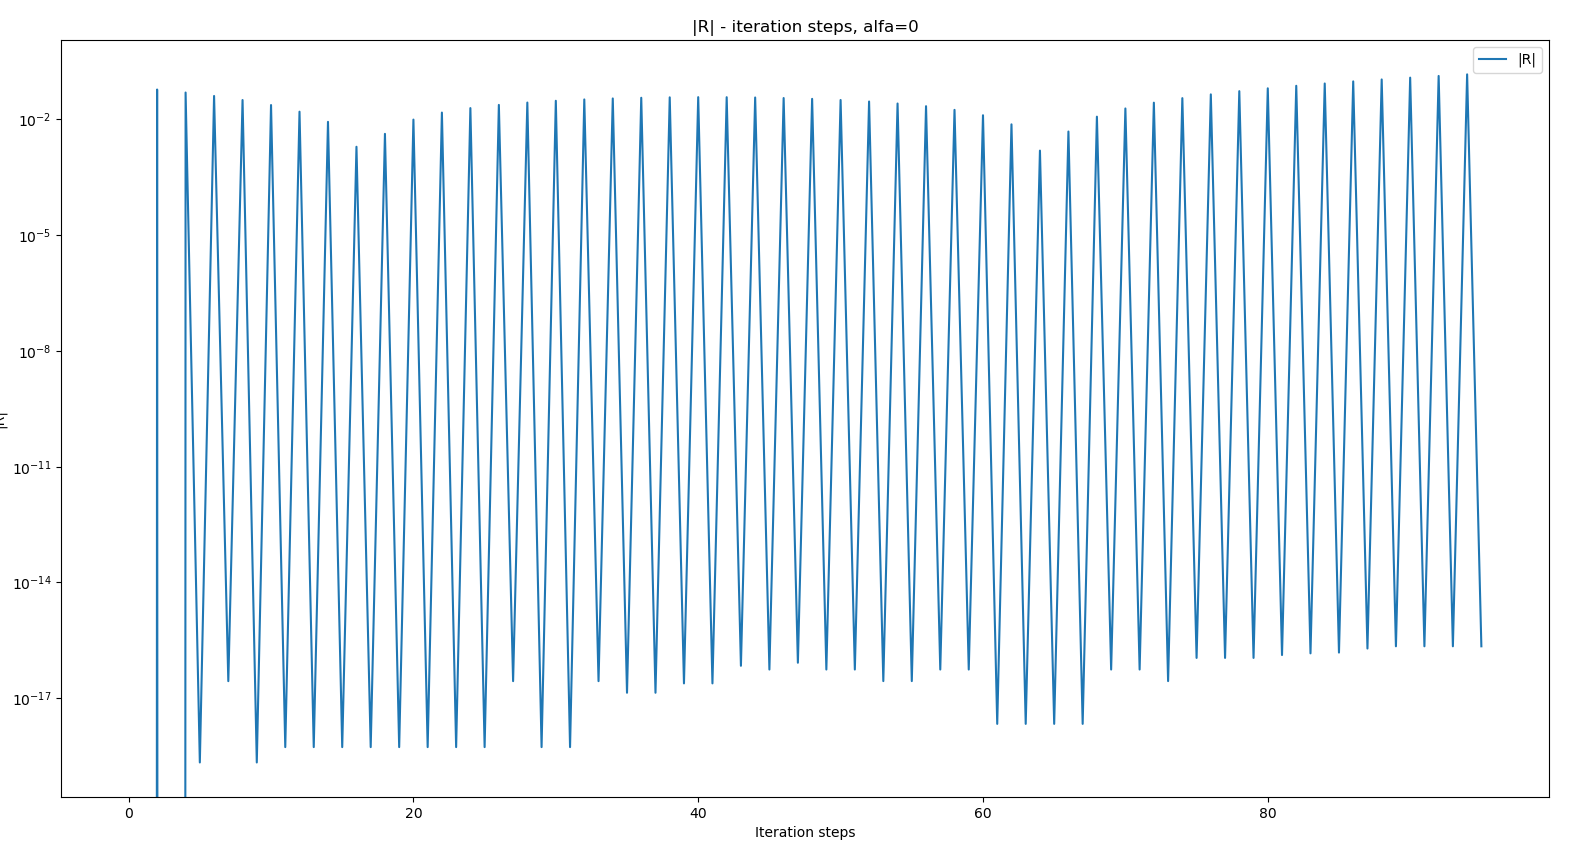 |R| - iteration steps, alfa=0
|R|
10⁻²
10⁻⁵
10⁻⁸
10⁻¹¹
10⁻¹⁴
10⁻¹⁷
|R|
0 20 40 60 80
Iteration steps